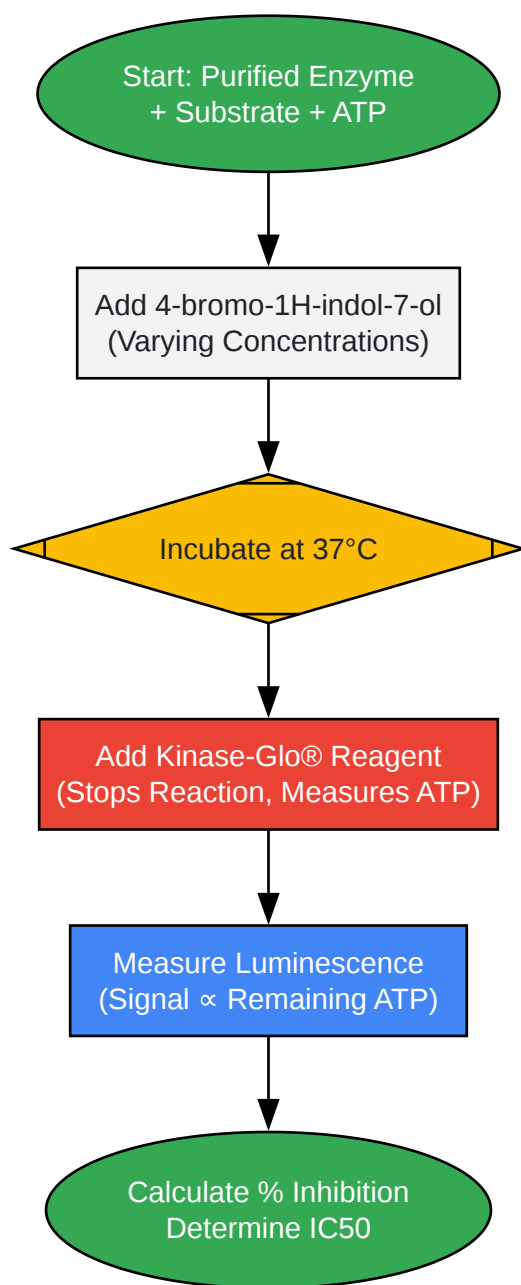 Start: Purified Enzyme
+ Substrate + ATP
Add 4-bromo-1H-indol-7-ol
(Varying Concentrations)
Incubate at 37°C
Add Kinase-Glo® Reagent
(Stops Reaction, Measures ATP)
Measure Luminescence
(Signal ∝ Remaining ATP)
Calculate % Inhibition
Determine IC50